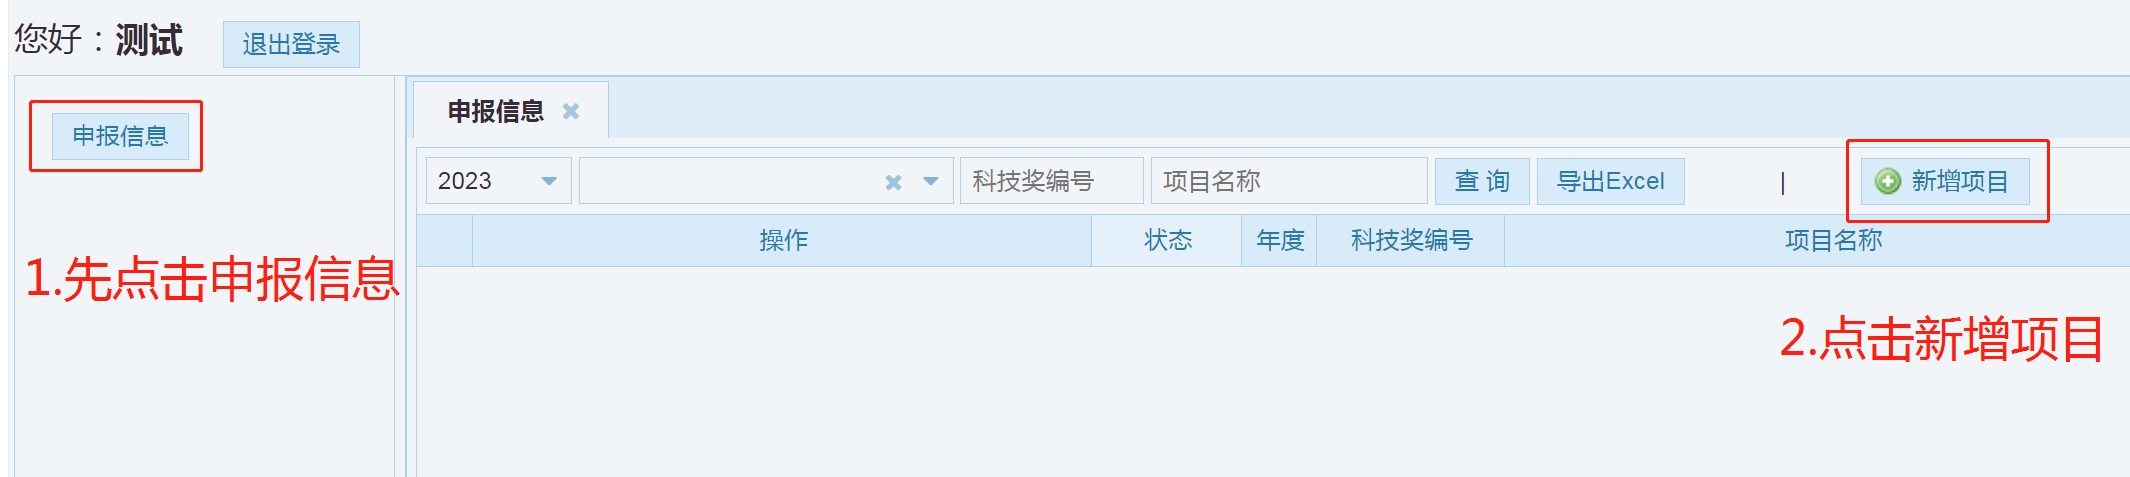 您好：测试 退出登录
申报信息
申报信息
2023 科技奖编号 项目名称 查 询 导出Excel | 新增项目
操作 状态 年度 科技奖编号 项目名称
1.先点击申报信息
2.点击新增项目